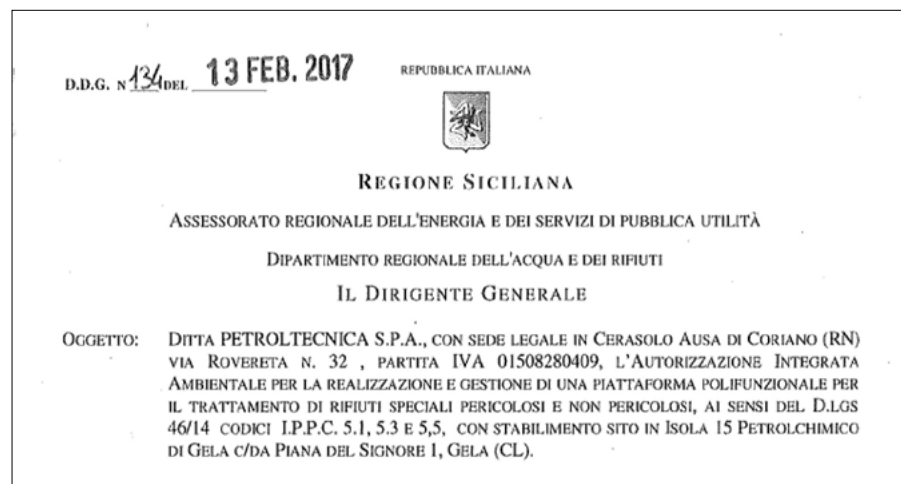 D.D.G. N 134 DEL 13 FEB. 2017
REPUBBLICA ITALIANA
REGIONE SICILIANA
ASSESSORATO REGIONALE DELL'ENERGIA E DEI SERVIZI DI PUBBLICA UTILITÀ
DIPARTIMENTO REGIONALE DELL'ACQUA E DEI RIFIUTI
IL DIRIGENTE GENERALE
OGGETTO: DITTA PETROLTECNICA S.P.A., CON SEDE LEGALE IN CERASOLO AUSA DI CORIANO (RN)
VIA ROVERETA N. 32 , PARTITA IVA 01508280409, L'AUTORIZZAZIONE INTEGRATA
AMBIENTALE PER LA REALIZZAZIONE E GESTIONE DI UNA PIATTAFORMA POLIFUNZIONALE PER
IL TRATTAMENTO DI RIFIUTI SPECIALI PERICOLOSI E NON PERICOLOSI, AI SENSI DEL D.LGS
46/14 CODICI I.P.P.C. 5.1, 5.3 E 5,5, CON STABILIMENTO SITO IN ISOLA 15 PETROLCHIMICO
DI GELA C/DA PIANA DEL SIGNORE 1, GELA (CL).